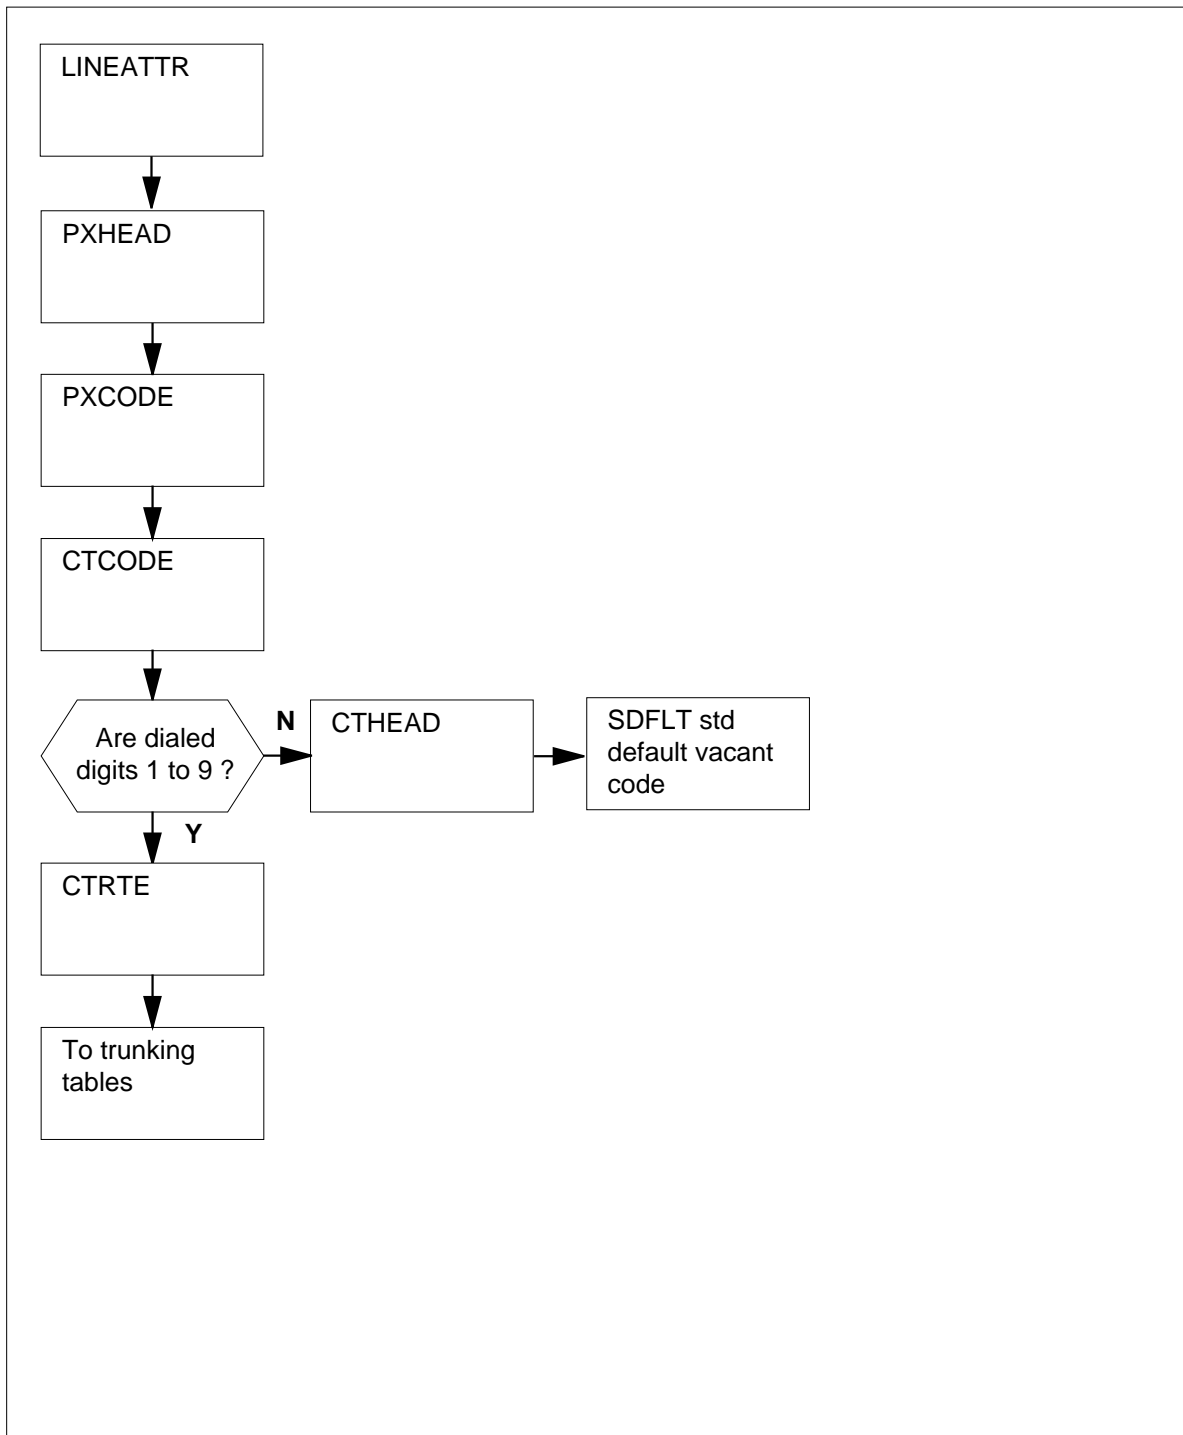 LINEATTR
PXHEAD
PXCODE
CTCODE
Are dialed
digits 1 to 9 ?
N
CTHEAD
SDFLT std
default vacant
code
Y
CTRTE
To trunking
tables